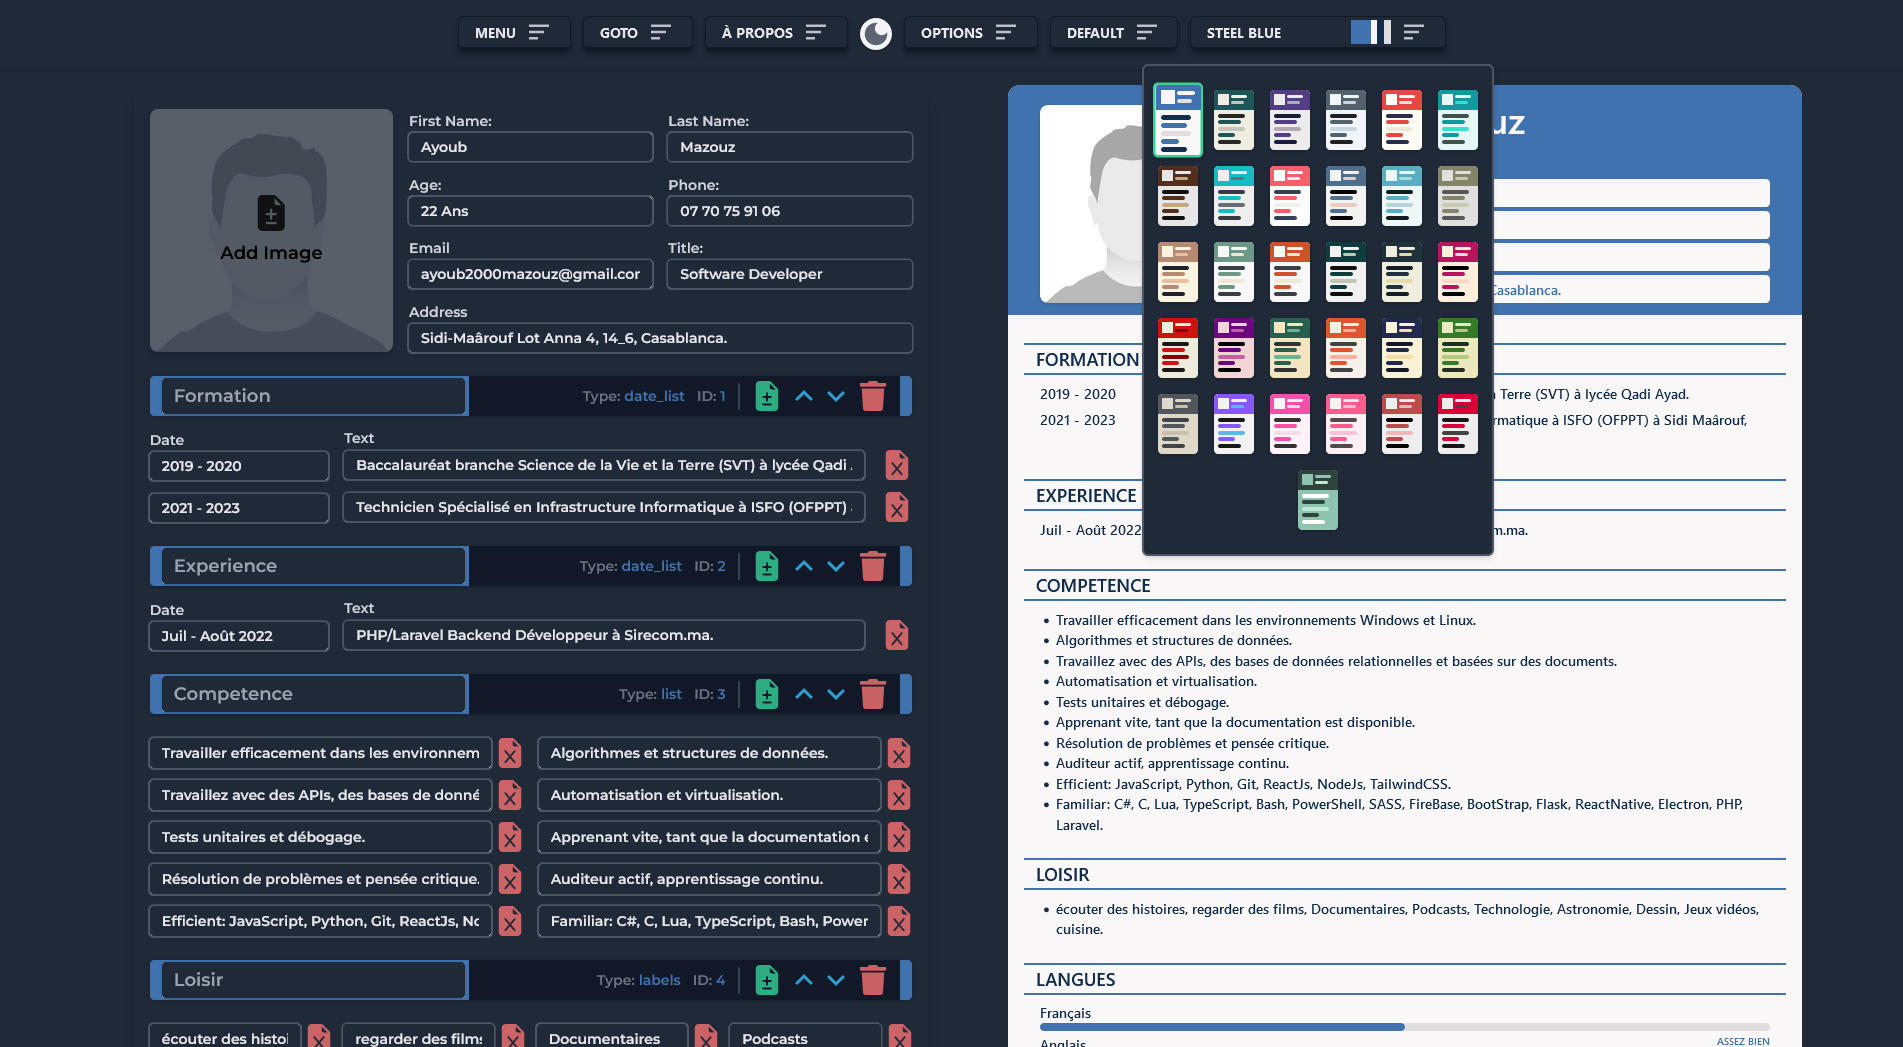 MENU
GOTO
À PROPOS
OPTIONS
DEFAULT
STEEL BLUE
Add Image
First Name:
Last Name:
Ayoub
Mazouz
Age:
Phone:
22 Ans
07 70 75 91 06
Email
Title:
ayoub2000mazouz@gmail.cor
Software Developer
Address
Sidi-Maârouf Lot Anna 4, 14_6, Casablanca.
Formation
Type: date_list ID: 1
Date
Text
2019 - 2020
Baccalauréat branche Science de la Vie et la Terre (SVT) à lycée Qadi
2021 - 2023
Technicien Spécialisé en Infrastructure Informatique à ISFO (OFPPT)
Experience
Type: date_list ID: 2
Date
Text
Juil - Août 2022
PHP/Laravel Backend Développeur à Sirecom.ma.
Competence
Type: list ID: 3
Travailler efficacement dans les environnem
Algorithmes et structures de données.
Travaillez avec des APIs, des bases de donné
Automatisation et virtualisation.
Tests unitaires et débogage.
Apprenant vite, tant que la documentation e
Résolution de problèmes et pensée critique.
Auditeur actif, apprentissage continu.
Efficient: JavaScript, Python, Git, ReactJs, No
Familiar: C#, C, Lua, TypeScript, Bash, Power
Loisir
Type: labels ID: 4
écouter des histoi
regarder des films
Documentaires
Podcasts
uz
Casablanca.
FORMATION
2019 - 2020
a Terre (SVT) à lycée Qadi Ayad.
2021 - 2023
rmatique à ISFO (OFPPT) à Sidi Maârouf,
EXPERIENCE
Juil - Août 2022
m.ma.
COMPETENCE
• Travailler efficacement dans les environnements Windows et Linux.
• Algorithmes et structures de données.
• Travaillez avec des APIs, des bases de données relationnelles et basées sur des documents.
• Automatisation et virtualisation.
• Tests unitaires et débogage.
• Apprenant vite, tant que la documentation est disponible.
• Résolution de problèmes et pensée critique.
• Auditeur actif, apprentissage continu.
• Efficient: JavaScript, Python, Git, ReactJs, NodeJs, TailwindCSS.
• Familiar: C#, C, Lua, TypeScript, Bash, PowerShell, SASS, FireBase, BootStrap, Flask, ReactNative, Electron, PHP,
Laravel.
LOISIR
• écouter des histoires, regarder des films, Documentaires, Podcasts, Technologie, Astronomie, Dessin, Jeux vidéos,
cuisine.
LANGUES
Français
ASSEZ BIEN
Anglais